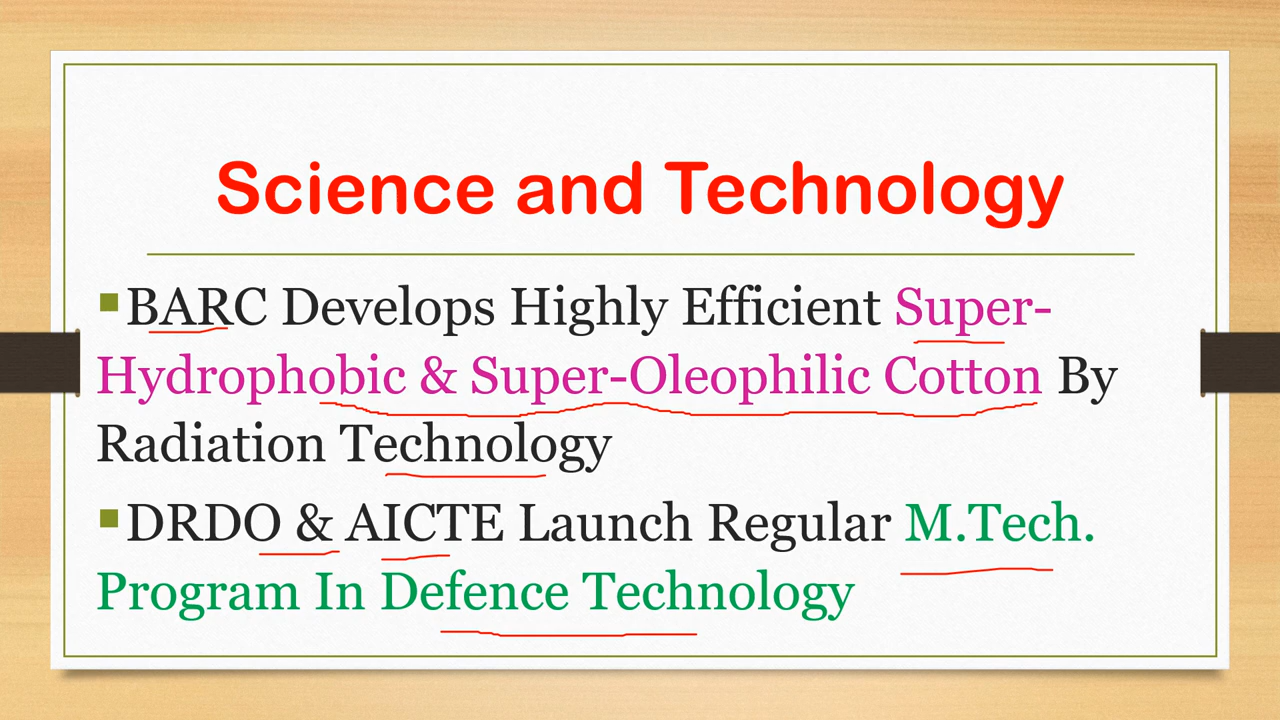 Science and Technology
▪BARC Develops Highly Efficient Super-
Hydrophobic & Super-Oleophilic Cotton By
Radiation Technology
▪DRDO & AICTE Launch Regular M.Tech.
Program In Defence Technology